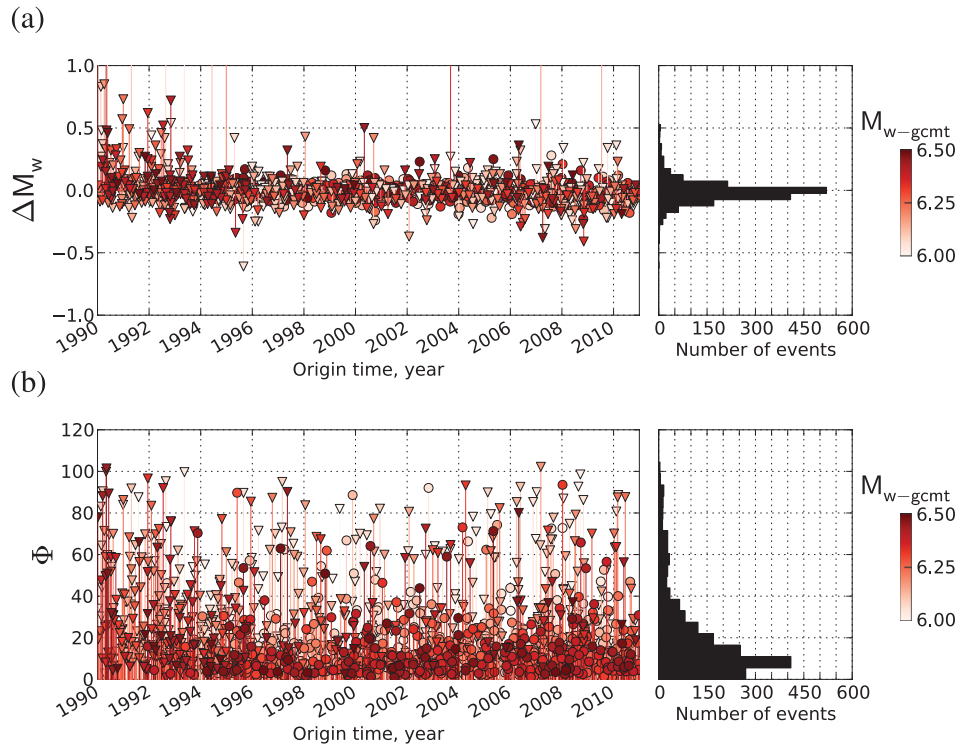 (a)
1.0
0.5
0.0
−0.5
−1.0
ΔM_w
1990 1992 1994 1996 1998 2000 2002 2004 2006 2008 2010
Origin time, year
0 150 300 450 600
Number of events
M_w−gcmt
6.50
6.25
6.00
(b)
120
100
80
60
40
20
0
Φ
1990 1992 1994 1996 1998 2000 2002 2004 2006 2008 2010
Origin time, year
0 150 300 450 600
Number of events
M_w−gcmt
6.50
6.25
6.00